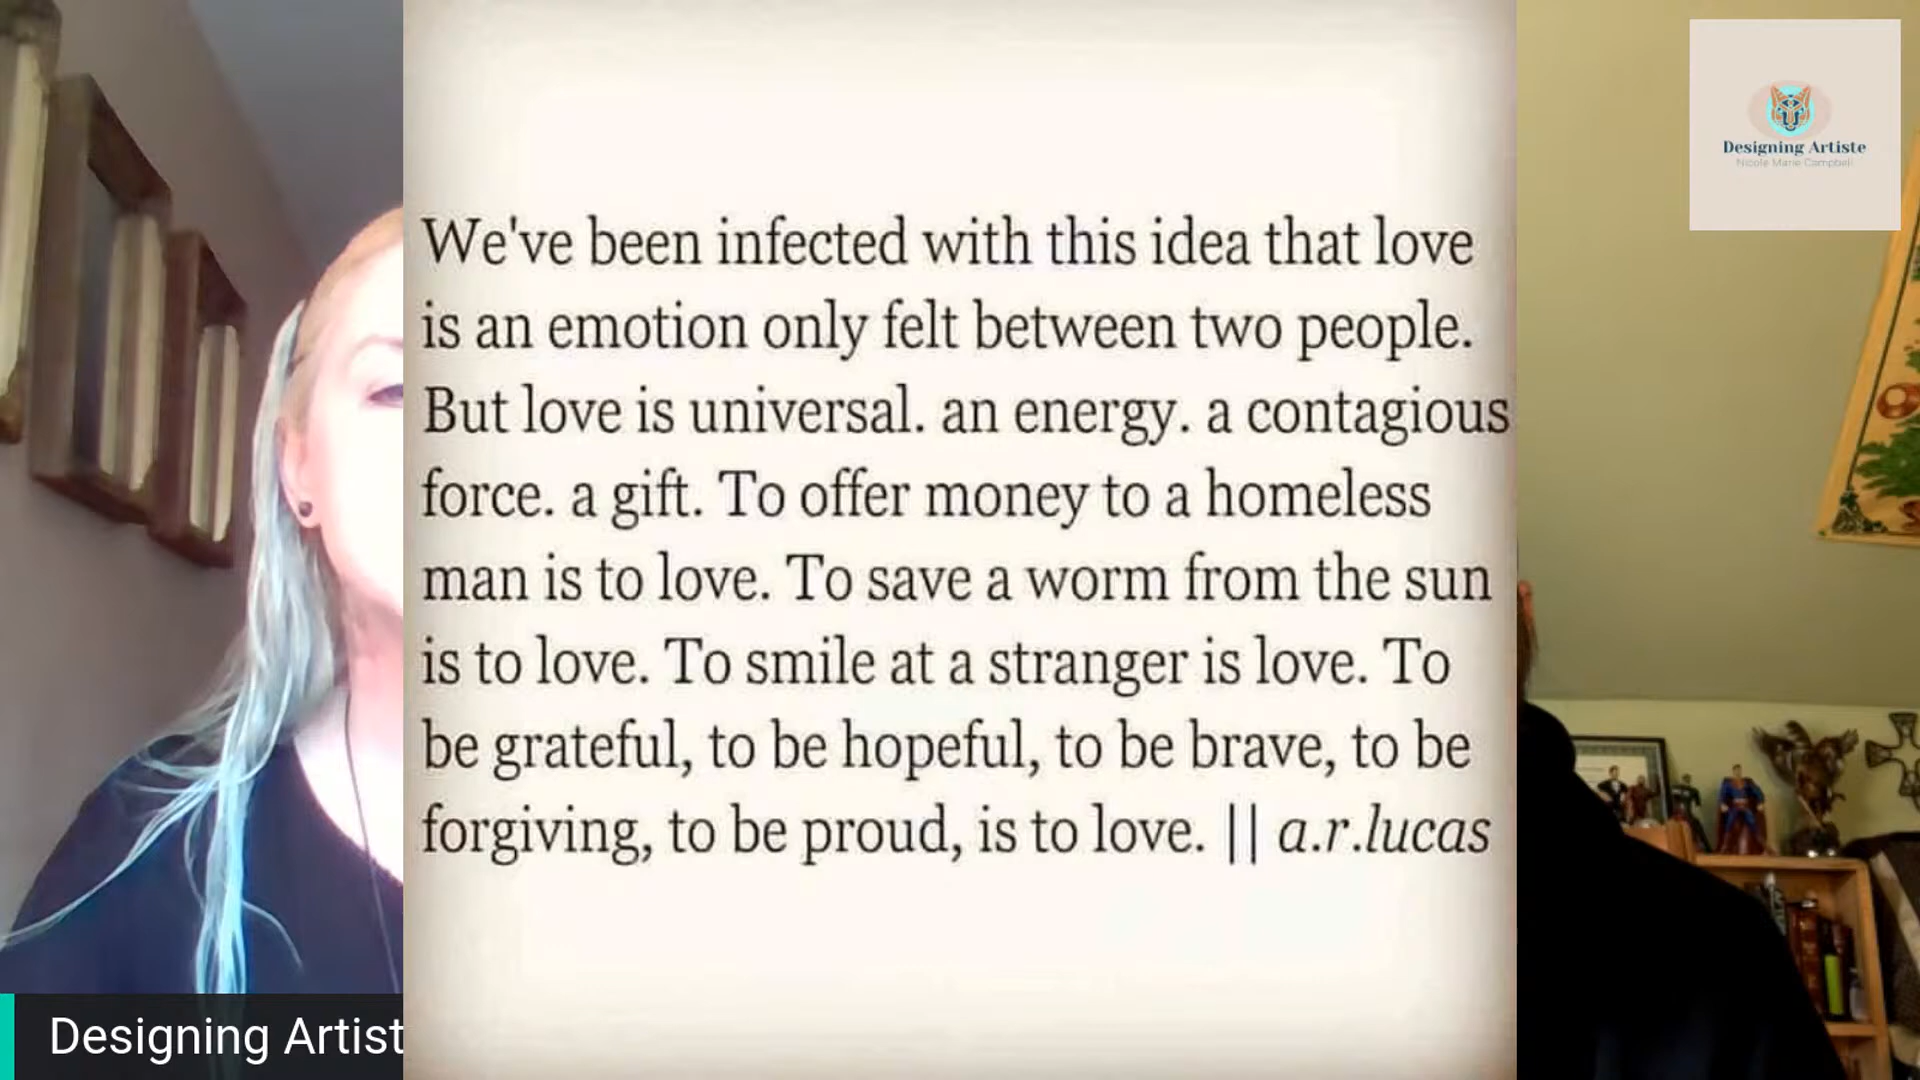 We've been infected with this idea that love
is an emotion only felt between two people.
But love is universal. an energy. a contagious
force. a gift. To offer money to a homeless
man is to love. To save a worm from the sun
is to love. To smile at a stranger is love. To
be grateful, to be hopeful, to be brave, to be
forgiving, to be proud, is to love. || a.r.lucas
Designing Artiste
Nicole Marie Campbell
Designing Artist